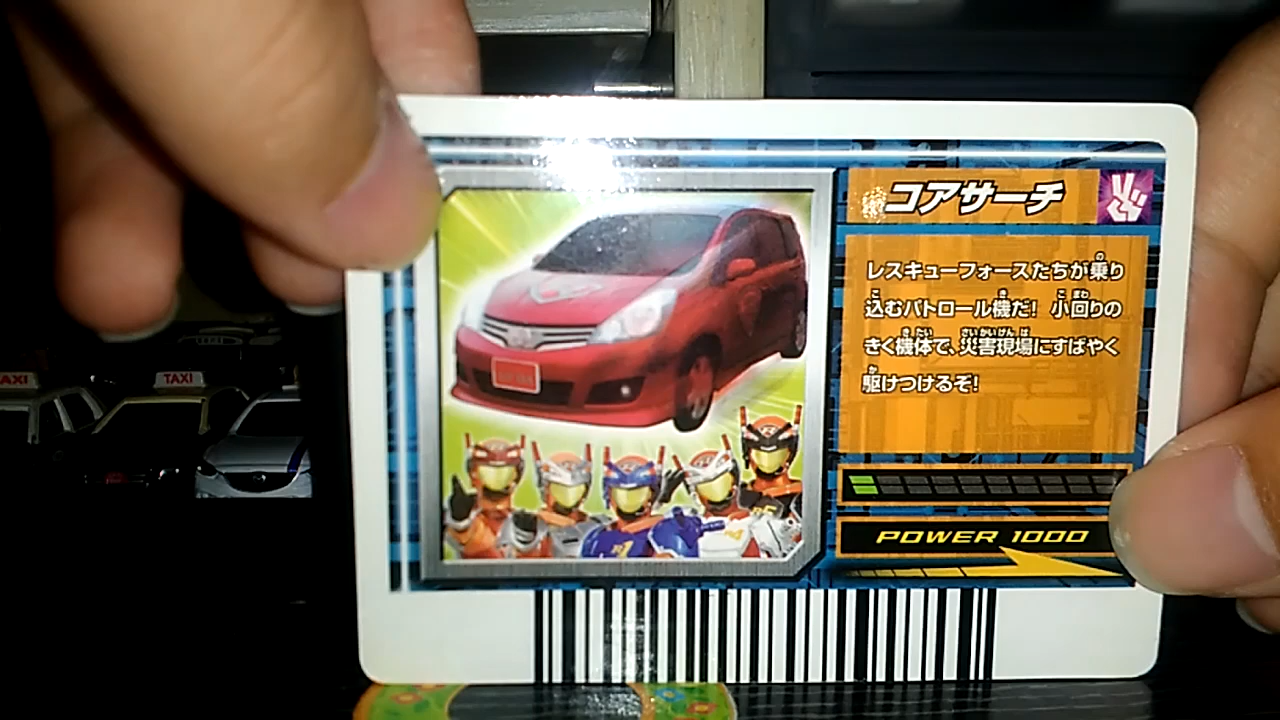 コアサーチ
レスキューフォースたちが乗り
込むパトロール機だ! 小回りの
きく機体で、災害現場にすばやく
駆けつけるぞ!
POWER 1000
TAXI
TAXI